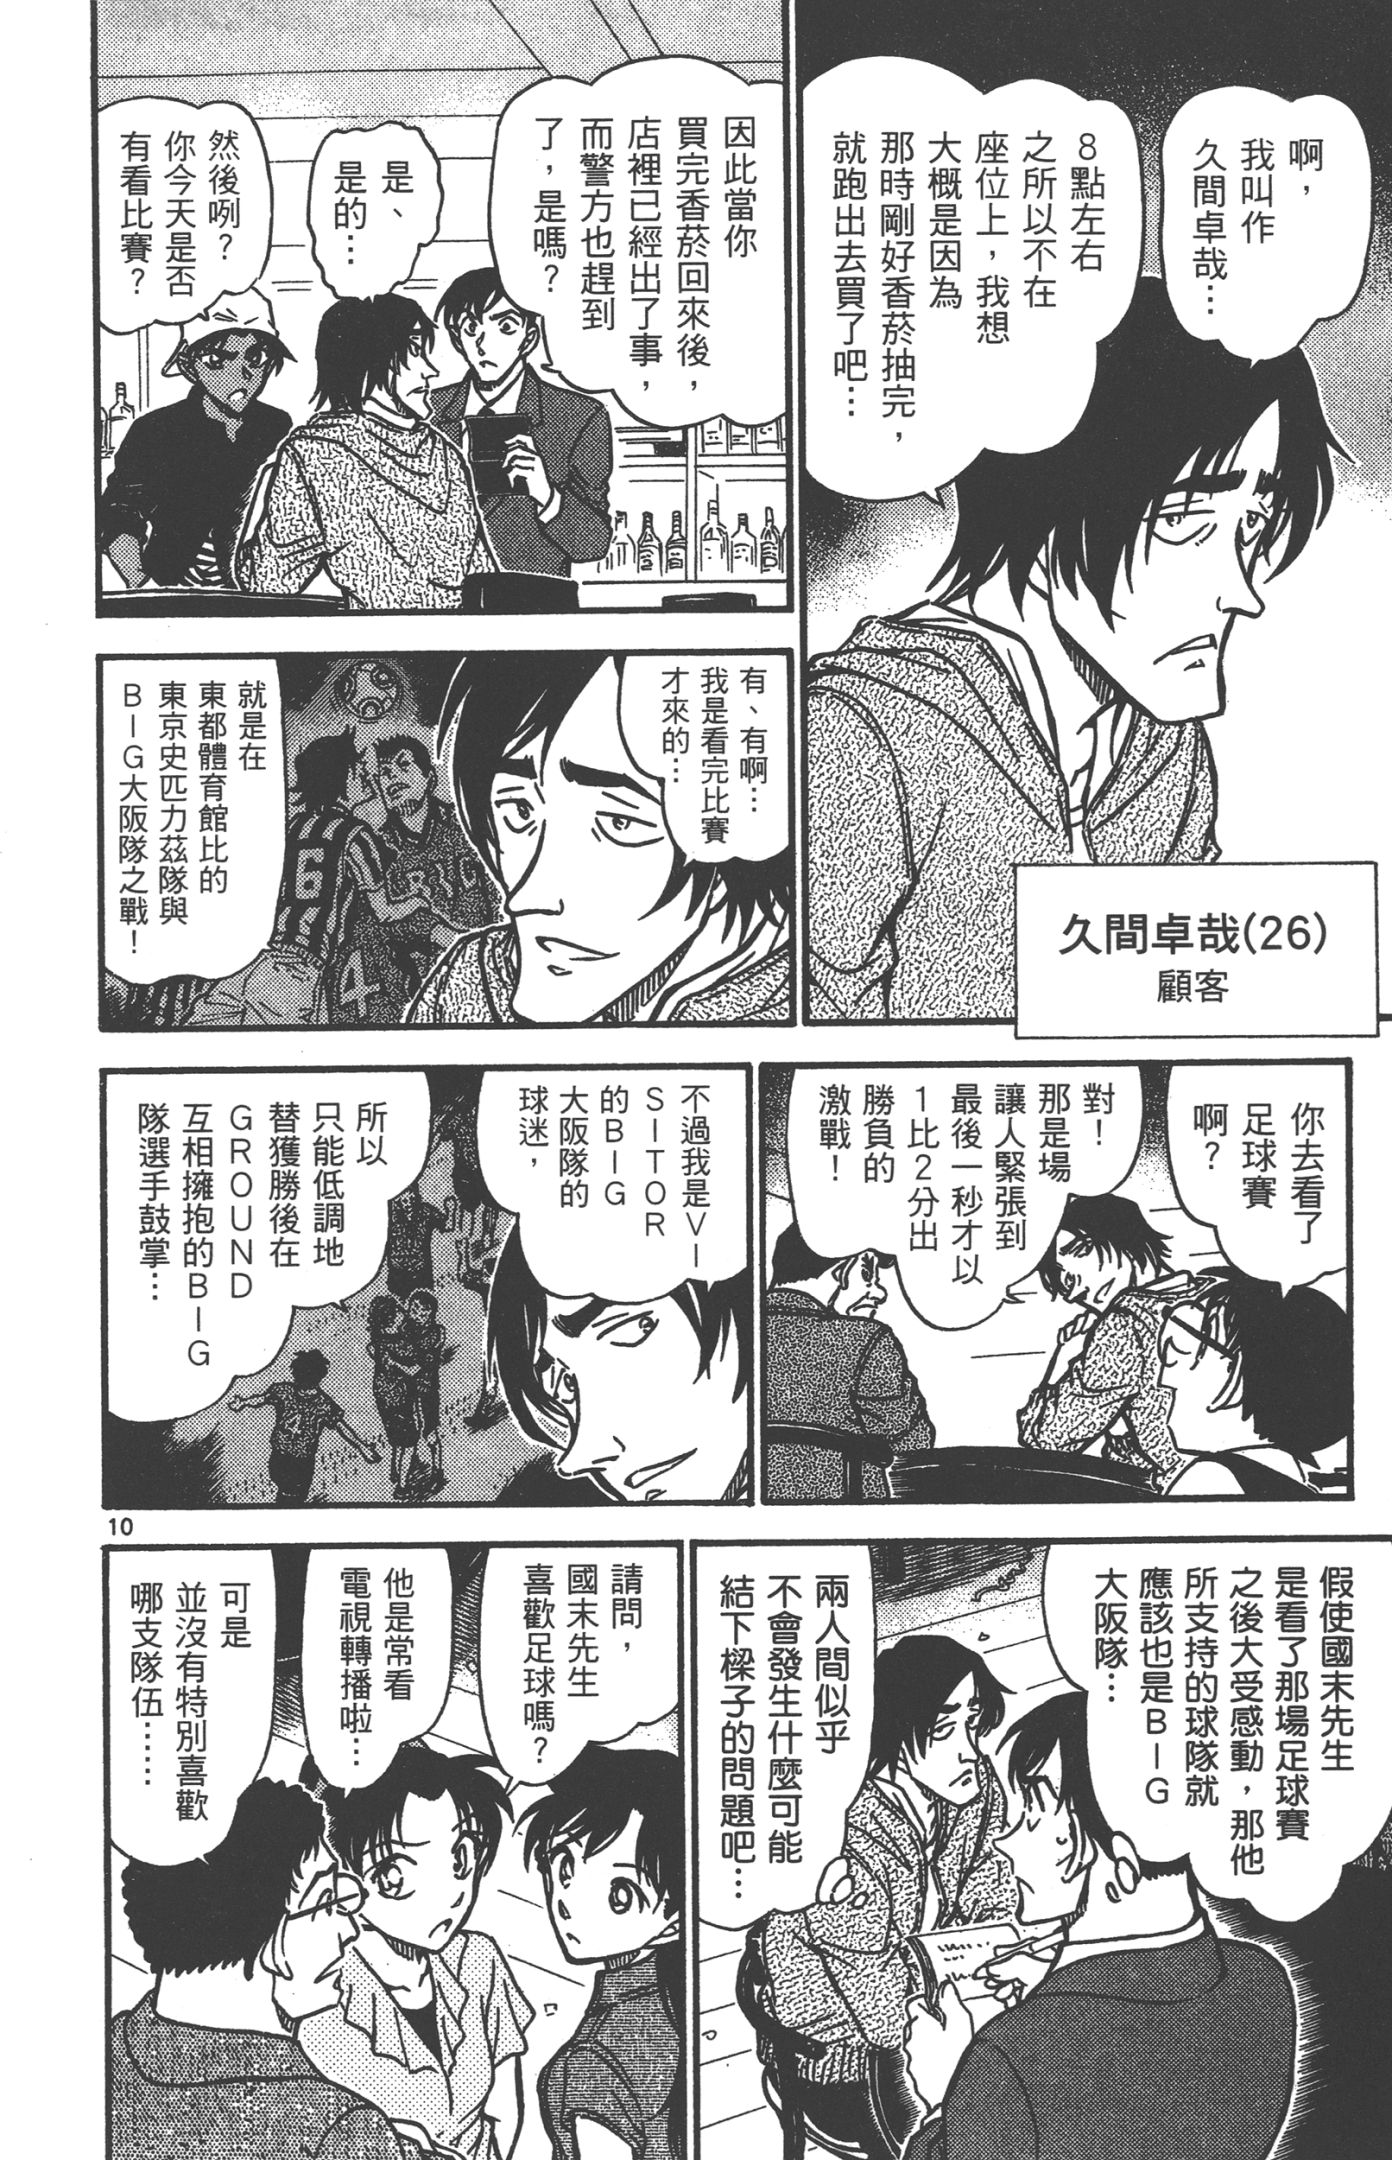 啊，
我叫作
久間卓哉…
8點左右
之所以不在
座位上，我想
大概是因為
那時剛好香菸抽完，
就跑出去買了吧…
久間卓哉(26)
顧客
因此當你
買完香菸回來後，
店裡已經出了事，
而警方也趕到
了，是嗎？
是、
是的…
然後咧？
你今天是否
有看比賽？
有、有啊…
我是看完比賽
才來的…
就是在
東都體育館比的
東京史匹力茲隊與
BIG大阪隊之戰！
6
BIG
4
你去看了
足球賽
啊？
對！
那是場
讓人緊張到
最後一秒才以
1比2分出
勝負的
激戰！
不過我是VI
SITOR
的BIG
大阪隊的
球迷，
所以
只能低調地
替獲勝後在
GROUND
互相擁抱的BIG
隊選手鼓掌…
10
假使國末先生
是看了那場足球賽
之後大受感動，那他
所支持的球隊就
應該也是BIG
大阪隊…
兩人間似乎
不會發生什麼可能
結下樑子的問題吧…
請問，
國末先生
喜歡足球嗎？
他是常看
電視轉播啦…
可是
並沒有特別喜歡
哪支隊伍……